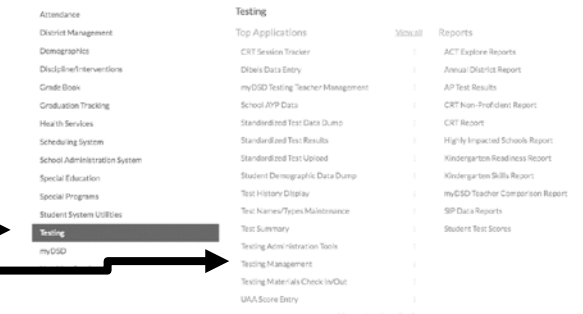 Attendance
District Management
Demographics
Discipline/Interventions
Grade Book
Graduation Tracking
Health Services
Scheduling System
School Administration System
Special Education
Special Programs
Student System Utilities
Testing
myDSD
Testing
Top Applications
View all
CRT Session Tracker
Dibels Data Entry
myDSD Testing Teacher Management
School AYP Data
Standardized Test Data Dump
Standardized Test Results
Standardized Test Upload
Student Demographic Data Dump
Test History Display
Test Names/Types Maintenance
Test Summary
Testing Administration Tools
Testing Management
Testing Materials Check In/Out
UAA Score Entry
Reports
ACT Explore Reports
Annual District Report
AP Test Results
CRT Non-Proficient Report
CRT Report
Highly Impacted Schools Report
Kindergarten Readiness Report
Kindergarten Skills Report
myDSD Teacher Comparison Report
SIP Data Reports
Student Test Scores